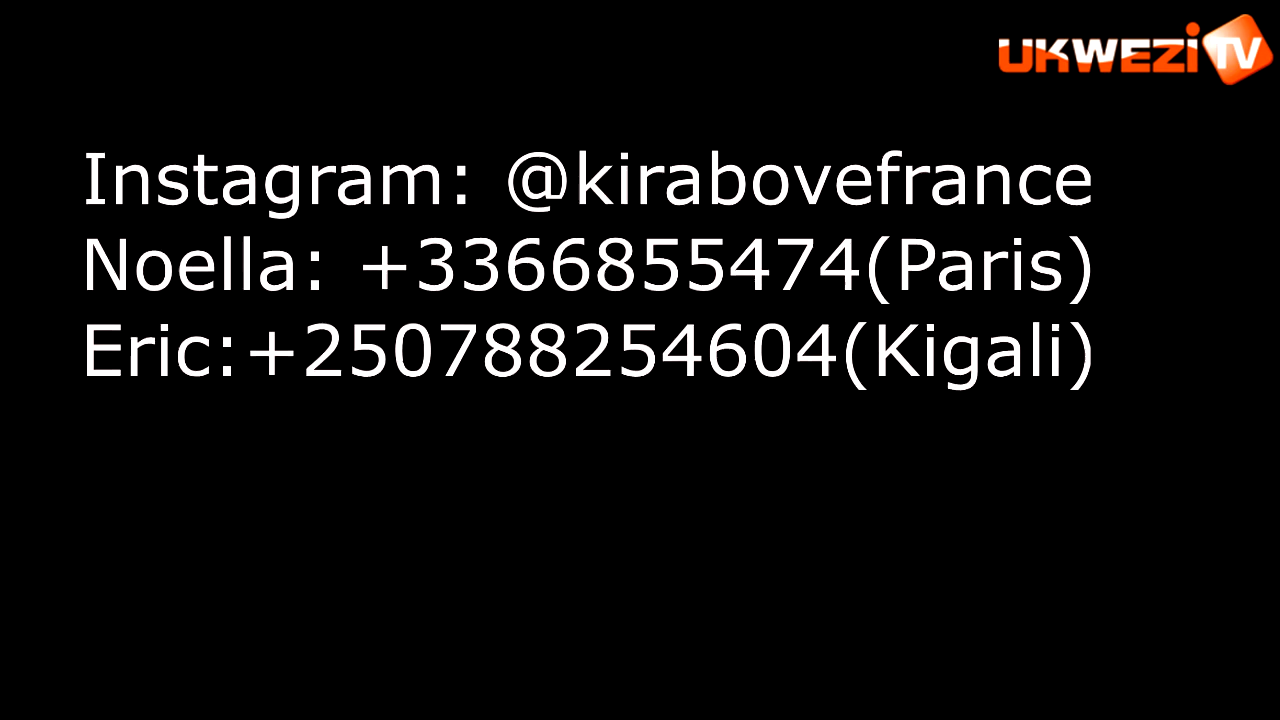 UKWEZI TV
Instagram: @kirabovefrance
Noella: +3366855474(Paris)
Eric:+250788254604(Kigali)